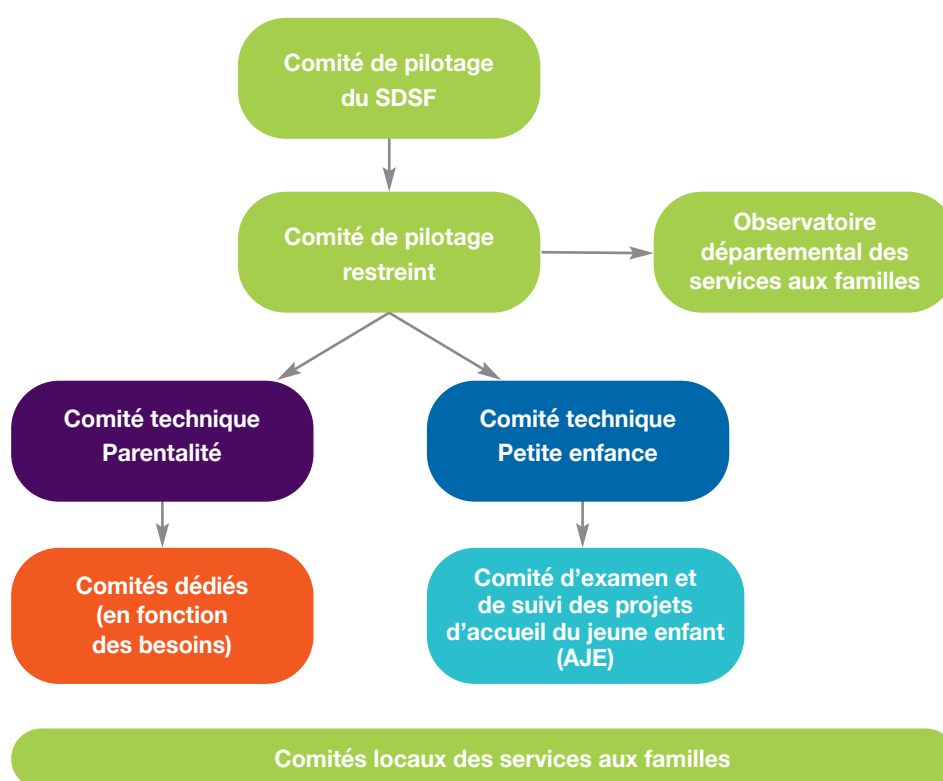 Comité de pilotage
du SDSF
Comité de pilotage
restreint
Observatoire
départemental des
services aux familles
Comité technique
Parentalité
Comité technique
Petite enfance
Comités dédiés
(en fonction
des besoins)
Comité d’examen et
de suivi des projets
d’accueil du jeune enfant
(AJE)
Comités locaux des services aux familles